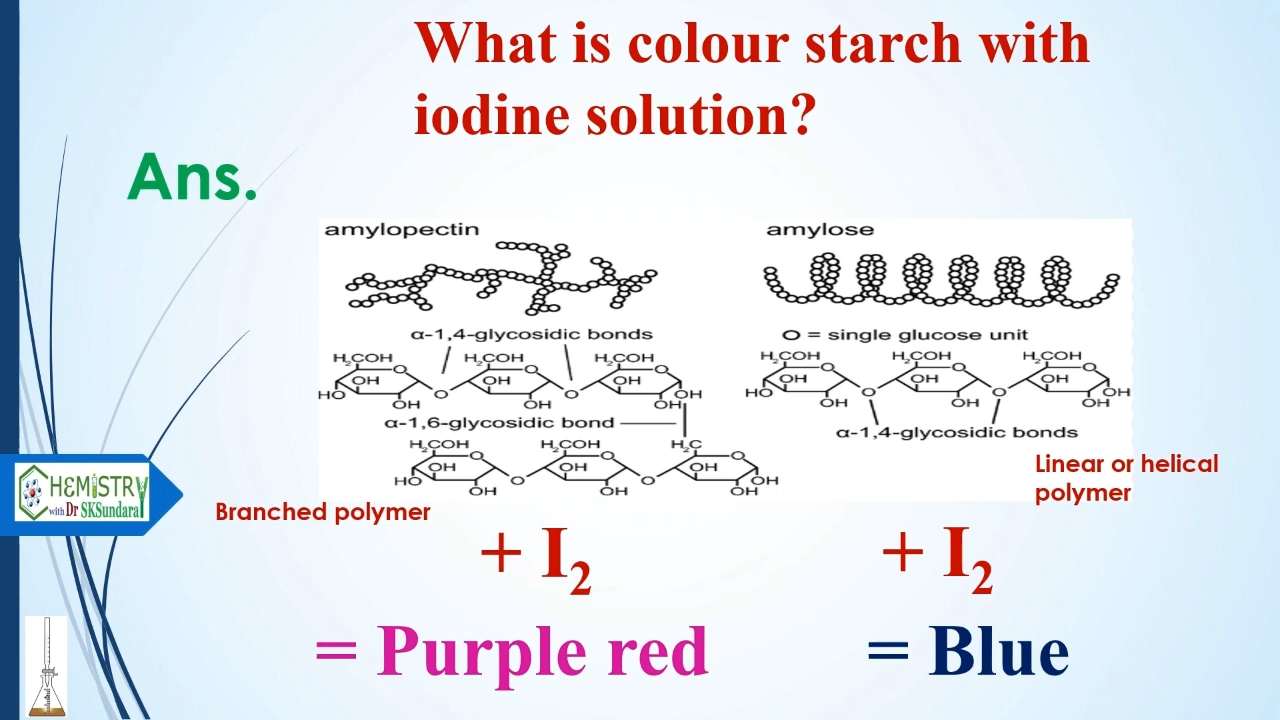 What is colour starch with
iodine solution?
Ans.
amylopectin
α-1,4-glycosidic bonds
H₂COH H₂COH H₂COH
OH OH OH
HO OH
OH OH OH
α-1,6-glycosidic bond
H₂COH H₂COH H₂C
OH OH OH
HO OH
OH OH OH
amylose
O = single glucose unit
H₂COH H₂COH H₂COH
OH OH OH
HO O O OH
OH OH OH
α-1,4-glycosidic bonds
Linear or helical
polymer
CHEMiSTRY
with Dr SKSundaray
Branched polymer
+ I₂
= Purple red
+ I₂
= Blue